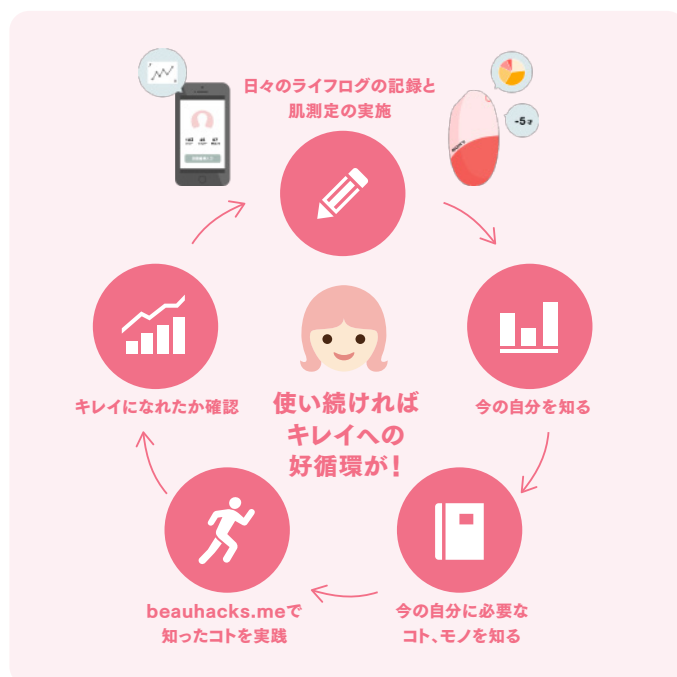 日々のライフログの記録と
肌測定の実施
-5才
今の自分を知る
今の自分に必要な
コト、モノを知る
beauhacks.meで
知ったコトを実践
キレイになれたか確認
使い続ければ
キレイへの
好循環が!